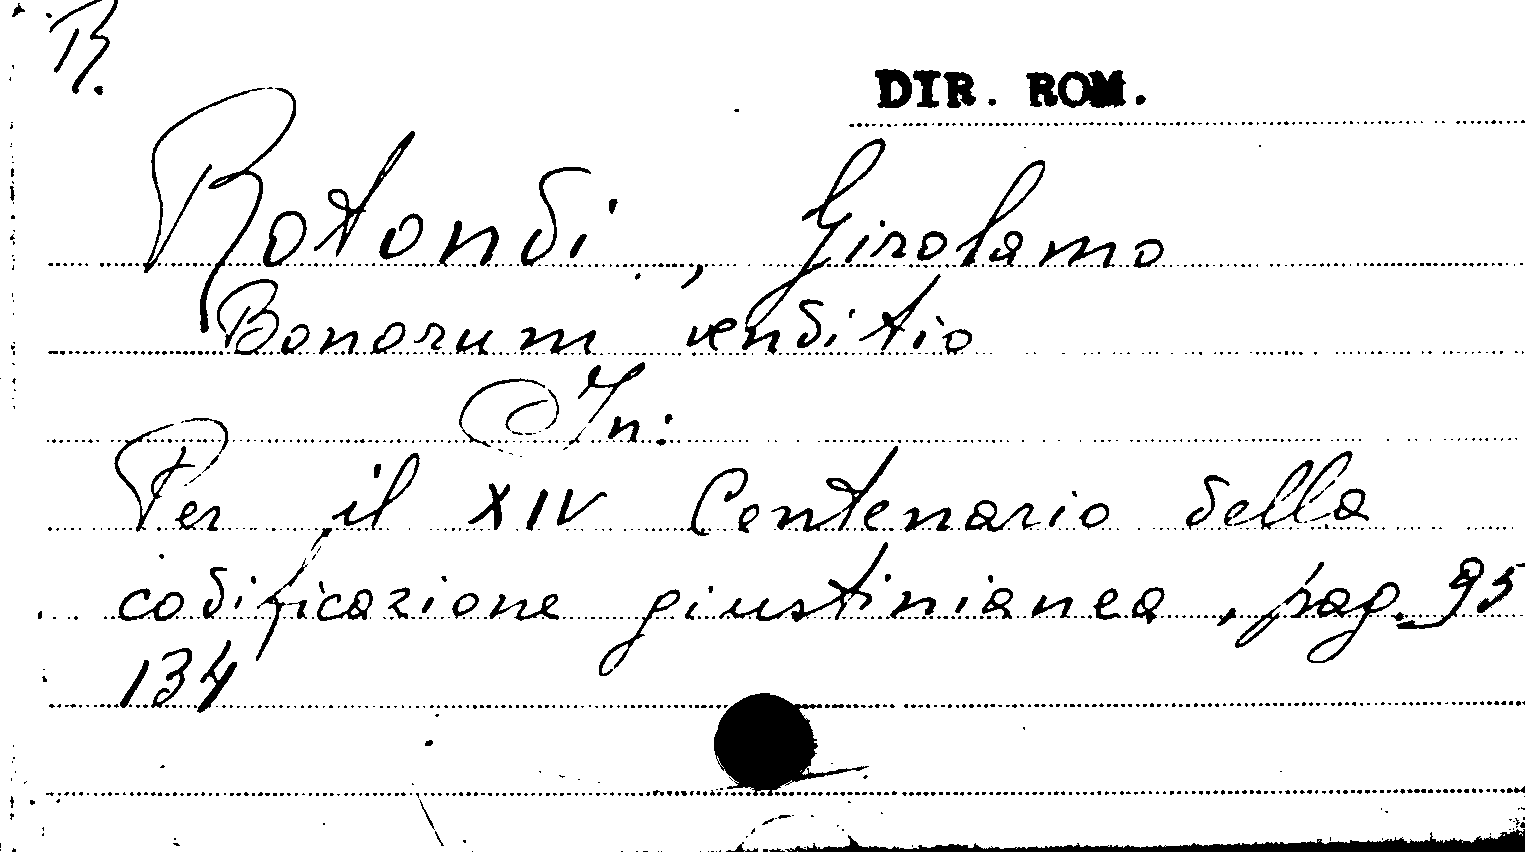 B.
DIR. ROM.
Rotondi, Girolamo
Bonorum venditio
In:
Per il XIV Centenario della
codificazione giustinianea, pag. 95
134